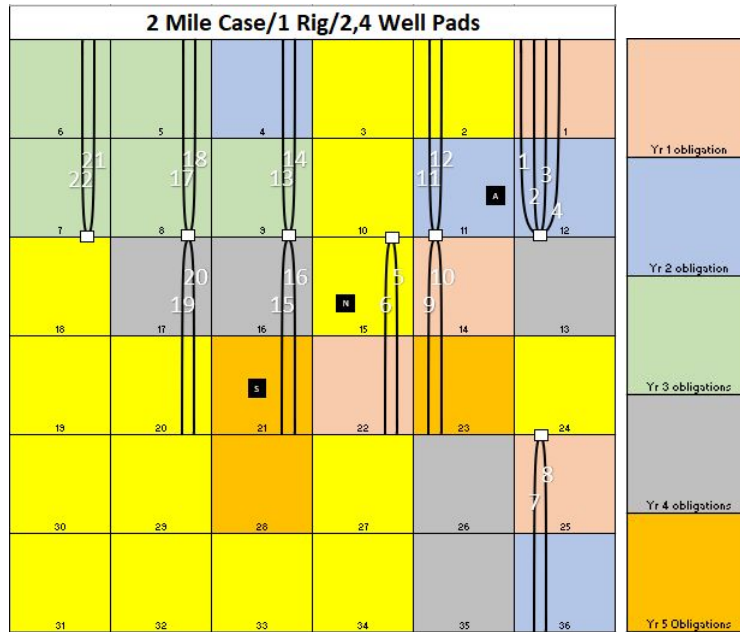 2 Mile Case/1 Rig/2,4 Well Pads
6 5 4 3 2 1
Yr 1 obligation
21 18 14 12 1 3
22 17 13 11 2 4
A
7 8 9 10 11 12
Yr 2 obligation
20 16 5 10
19 15 6 9
N
18 17 16 15 14 13
Yr 3 obligations
S
19 20 21 22 23 24
8
7
30 29 28 27 26 25
Yr 4 obligations
31 32 33 34 35 36
Yr 5 Obligations